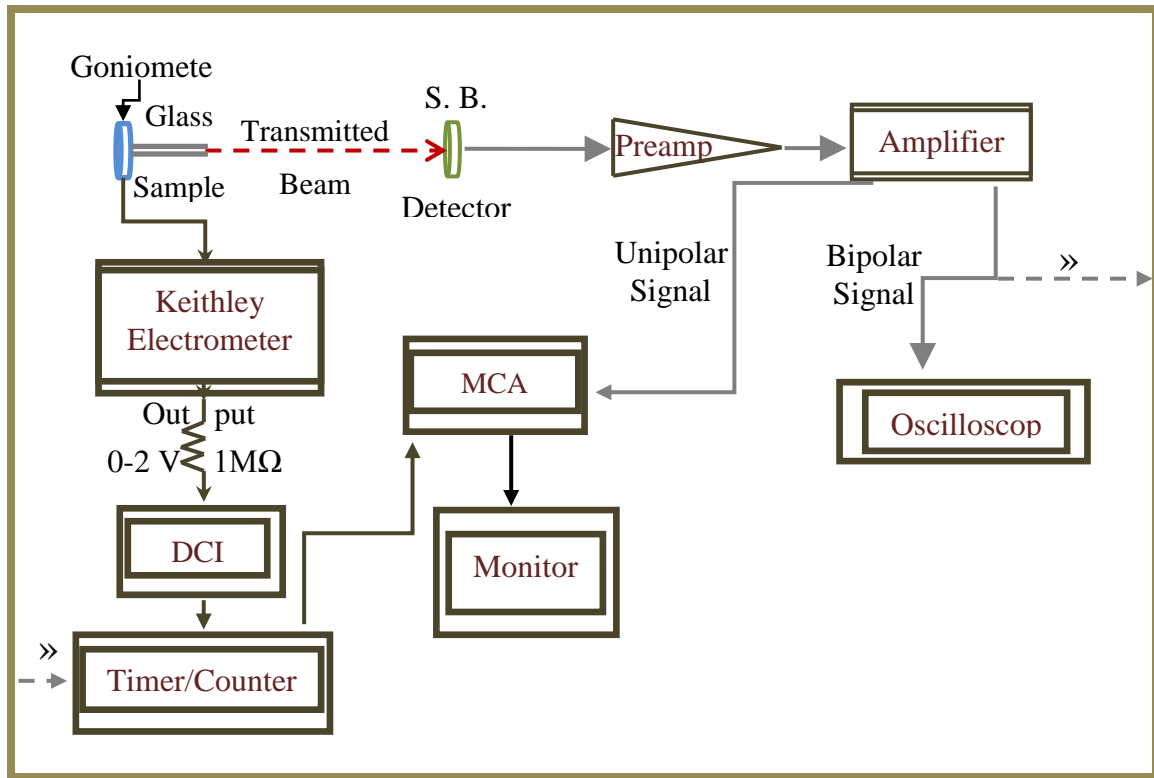 Goniomete
Glass
Sample
Transmitted
Beam
S. B.
Detector
Preamp
Amplifier
Unipolar
Signal
Bipolar
Signal
»
Keithley
Electrometer
MCA
Oscilloscop
Out put
0-2 V 1MΩ
DCI
Monitor
»
Timer/Counter